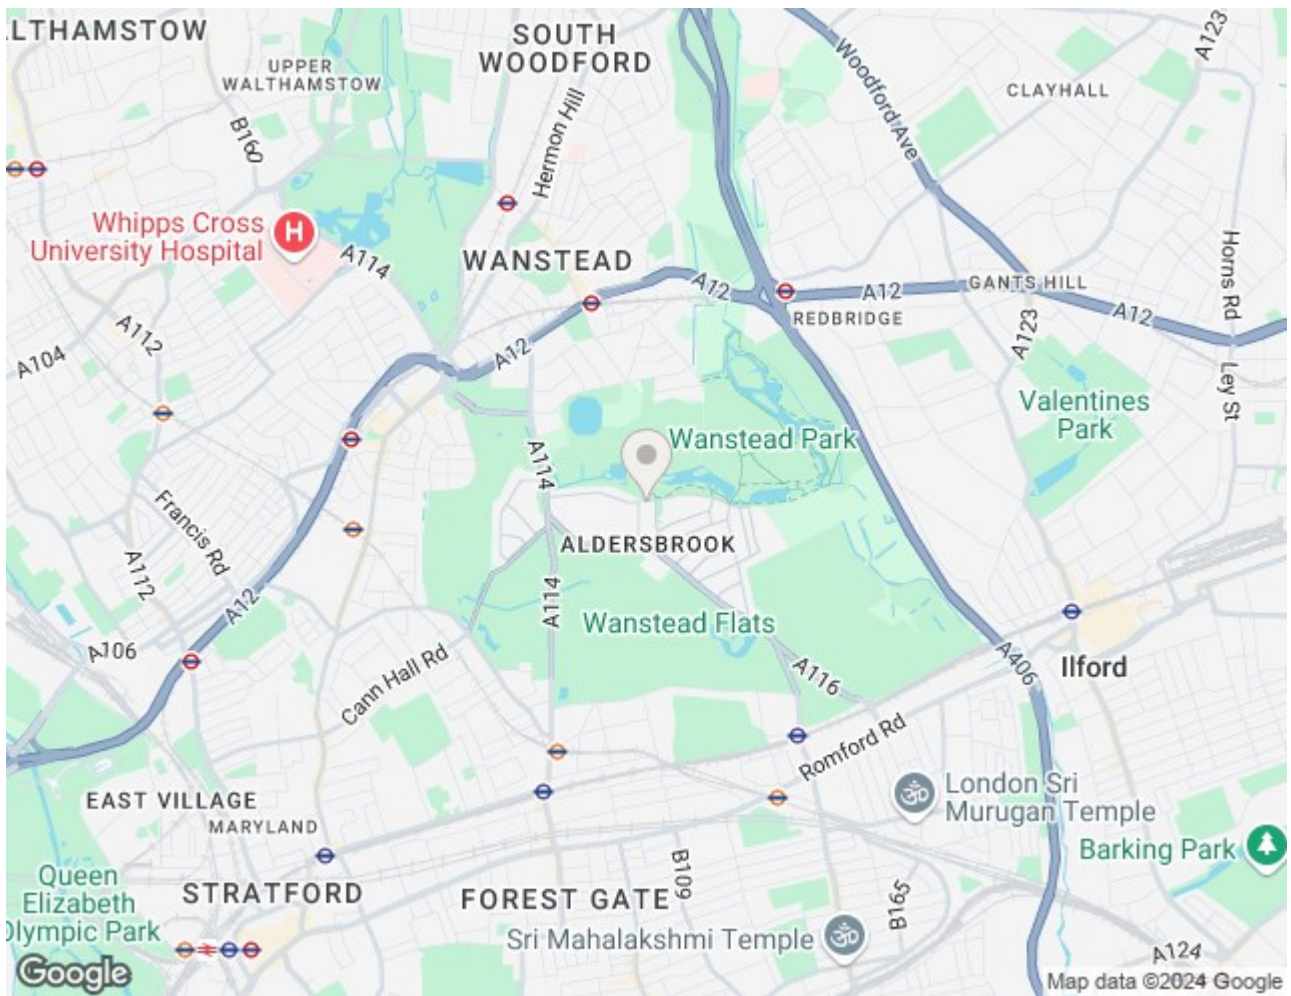 LTHAMSTOW
SOUTH
WOODFORD
A123
UPPER
WALTHAMSTOW
Woodford Ave
CLAYHALL
B160
Hermon Hill
Whipps Cross
University Hospital
H
A114
WANSTEAD
A12
A12
GANTS HILL
A12
Horns Rd
REDBRIDGE
A112
A104
A12
A123
Ley St
Valentines
Park
A114
Wanstead Park
Francis Rd
ALDERSBROOK
A112
A12
A114
Wanstead Flats
A106
Cann Hall Rd
A116
A406
Ilford
Romford Rd
EAST VILLAGE
MARYLAND
London Sri
Murugan Temple
Barking Park
Queen
Elizabeth
Olympic Park
STRATFORD
FOREST GATE
B109
B165
Sri Mahalakshmi Temple
A124
Google
Map data ©2024 Google